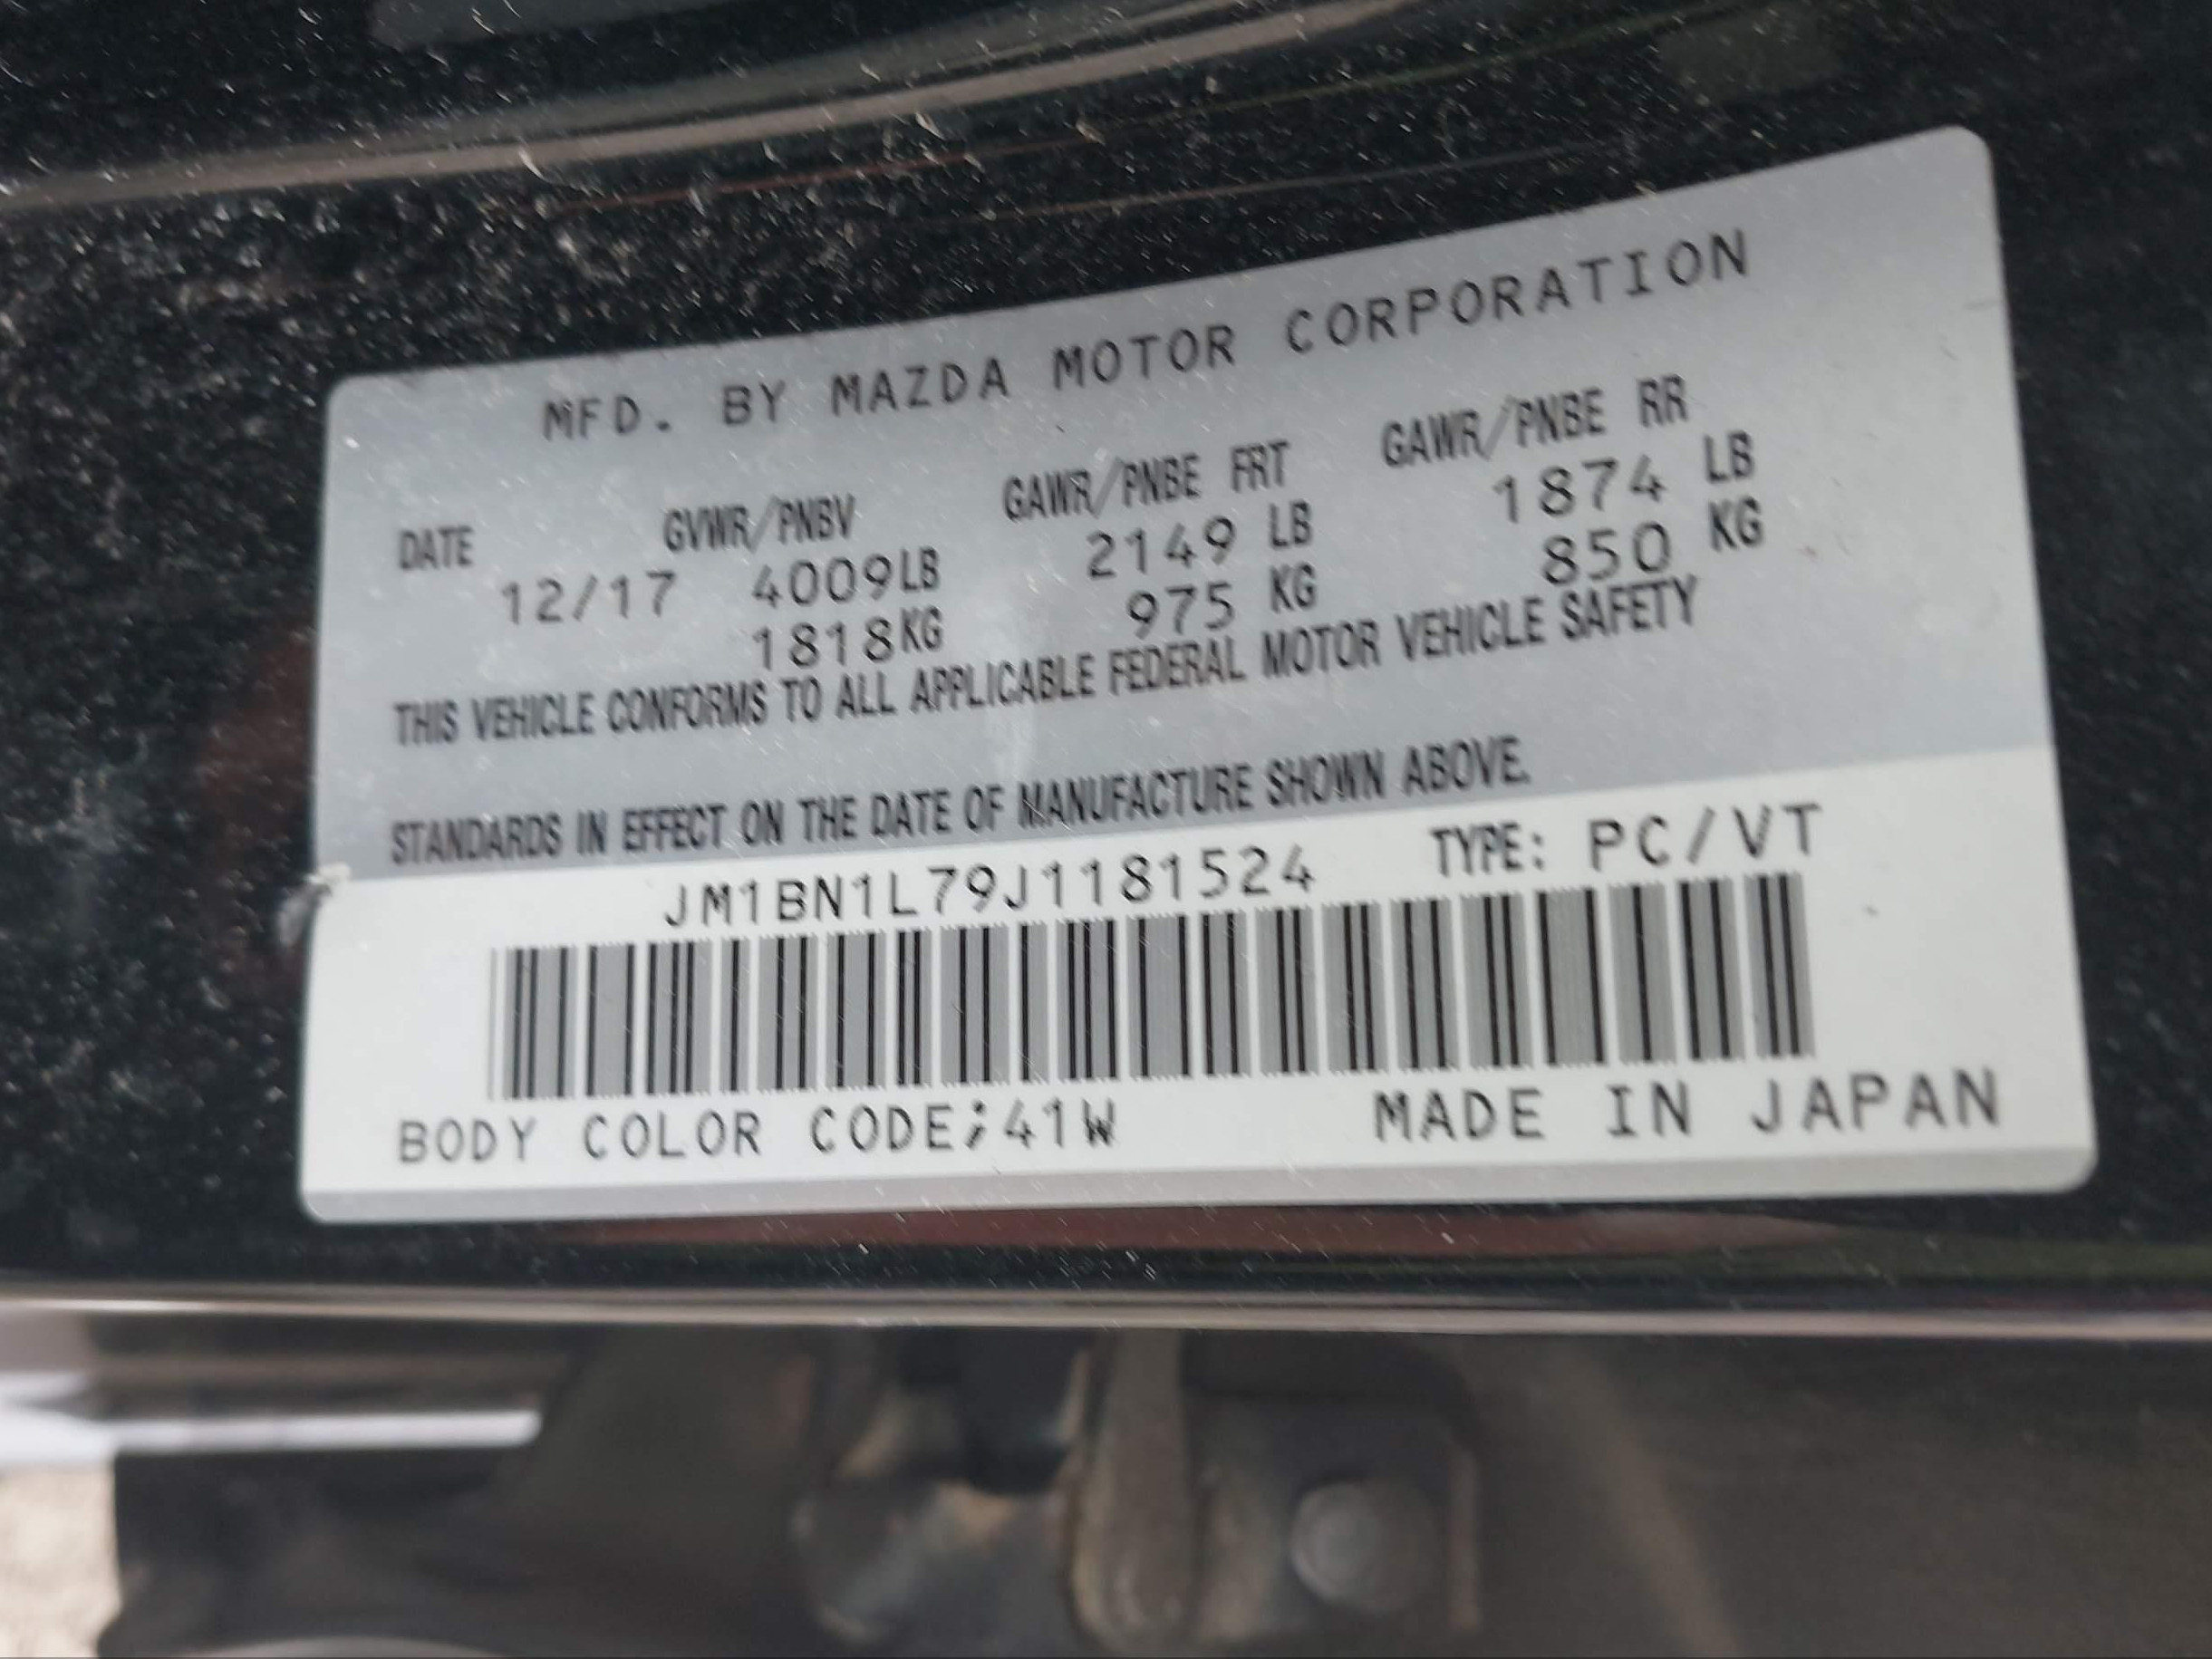 MFD. BY MAZDA MOTOR CORPORATION
DATE GVWR/PNBV GAWR/PNBE FRT GAWR/PNBE RR
12/17 4009LB 2149 LB 1874 LB
1818KG 975 KG 850 KG
THIS VEHICLE CONFORMS TO ALL APPLICABLE FEDERAL MOTOR VEHICLE SAFETY
STANDARDS IN EFFECT ON THE DATE OF MANUFACTURE SHOWN ABOVE.
JM1BN1L79J1181524 TYPE: PC/VT
BODY COLOR CODE;41W MADE IN JAPAN